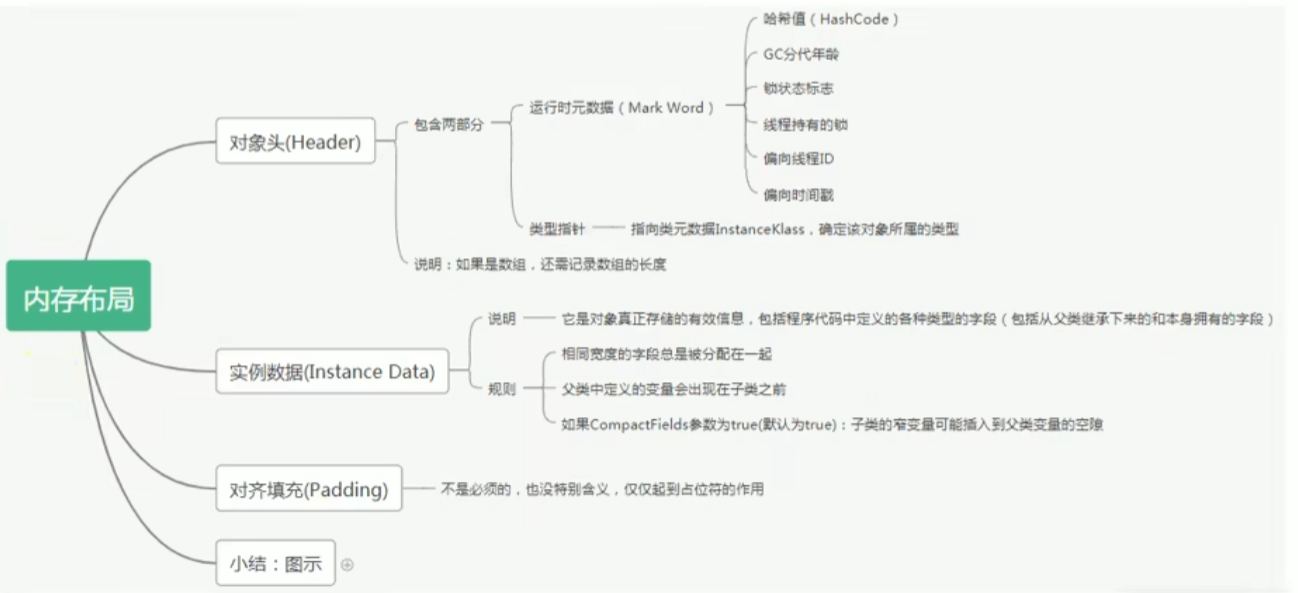 内存布局
对象头(Header)
包含两部分
运行时元数据（Mark Word）
哈希值（HashCode）
GC分代年龄
锁状态标志
线程持有的锁
偏向线程ID
偏向时间戳
类型指针
指向类元数据InstanceKlass，确定该对象所属的类型
说明：如果是数组，还需记录数组的长度
实例数据(Instance Data)
说明
它是对象真正存储的有效信息，包括程序代码中定义的各种类型的字段（包括从父类继承下来的和本身拥有的字段）
规则
相同宽度的字段总是被分配在一起
父类中定义的变量会出现在子类之前
如果CompactFields参数为true(默认为true)：子类的窄变量可能插入到父类变量的空隙
对齐填充(Padding)
不是必须的，也没特别含义，仅仅起到占位符的作用
小结：图示